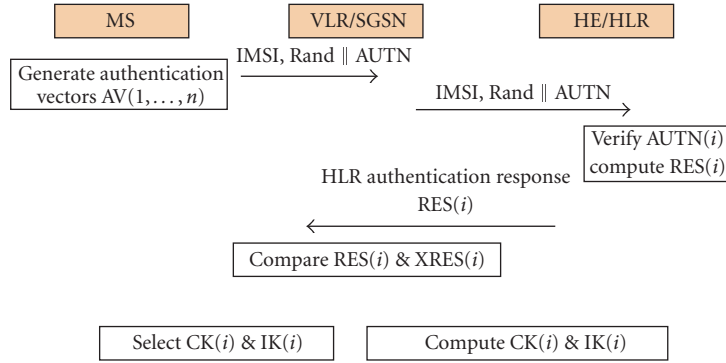 MS
VLR/SGSN
HE/HLR
IMSI, Rand ‖ AUTN
Generate authentication
vectors AV(1,...,n)
IMSI, Rand ‖ AUTN
Verify AUTN(i)
compute RES(i)
HLR authentication response
RES(i)
Compare RES(i) & XRES(i)
Select CK(i) & IK(i)
Compute CK(i) & IK(i)